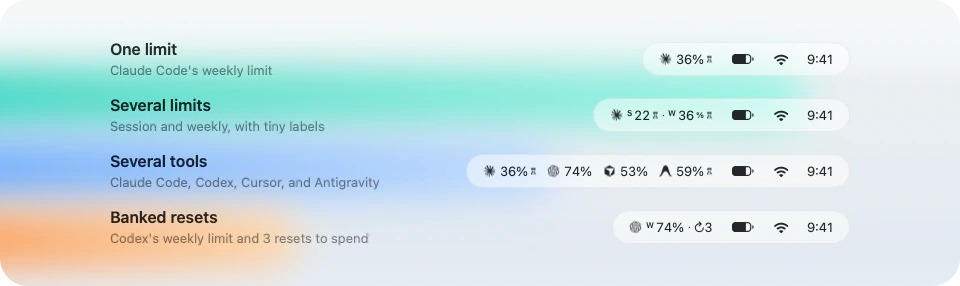 One limit
Claude Code's weekly limit
36% 9:41
Several limits
Session and weekly, with tiny labels
S 22 · W 36 % 9:41
Several tools
Claude Code, Codex, Cursor, and Antigravity
36% 74% 53% 59% 9:41
Banked resets
Codex's weekly limit and 3 resets to spend
W 74% · 3 9:41